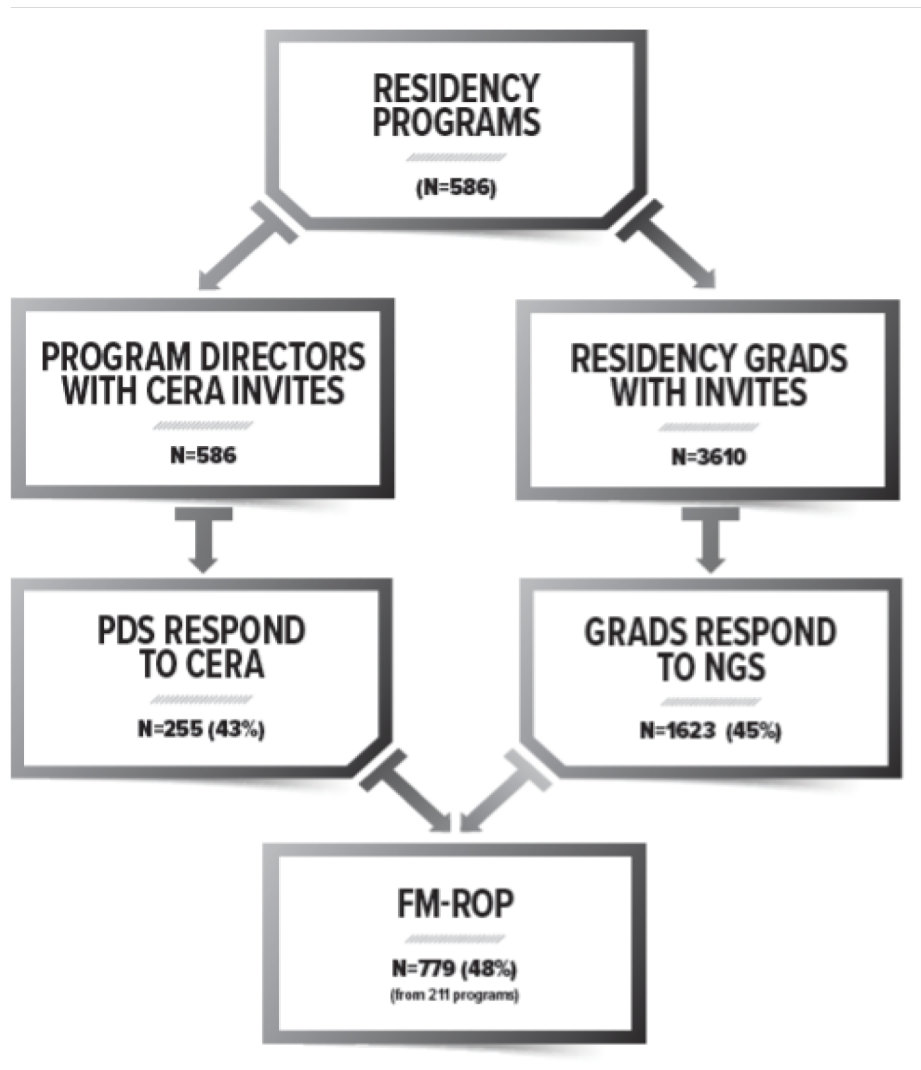 RESIDENCY
PROGRAMS
(N=586)
PROGRAM DIRECTORS
WITH CERA INVITES
N=586
RESIDENCY GRADS
WITH INVITES
N=3610
PDS RESPOND
TO CERA
N=255 (43%)
GRADS RESPOND
TO NGS
N=1623 (45%)
FM-ROP
N=779 (48%)
(from 211 programs)